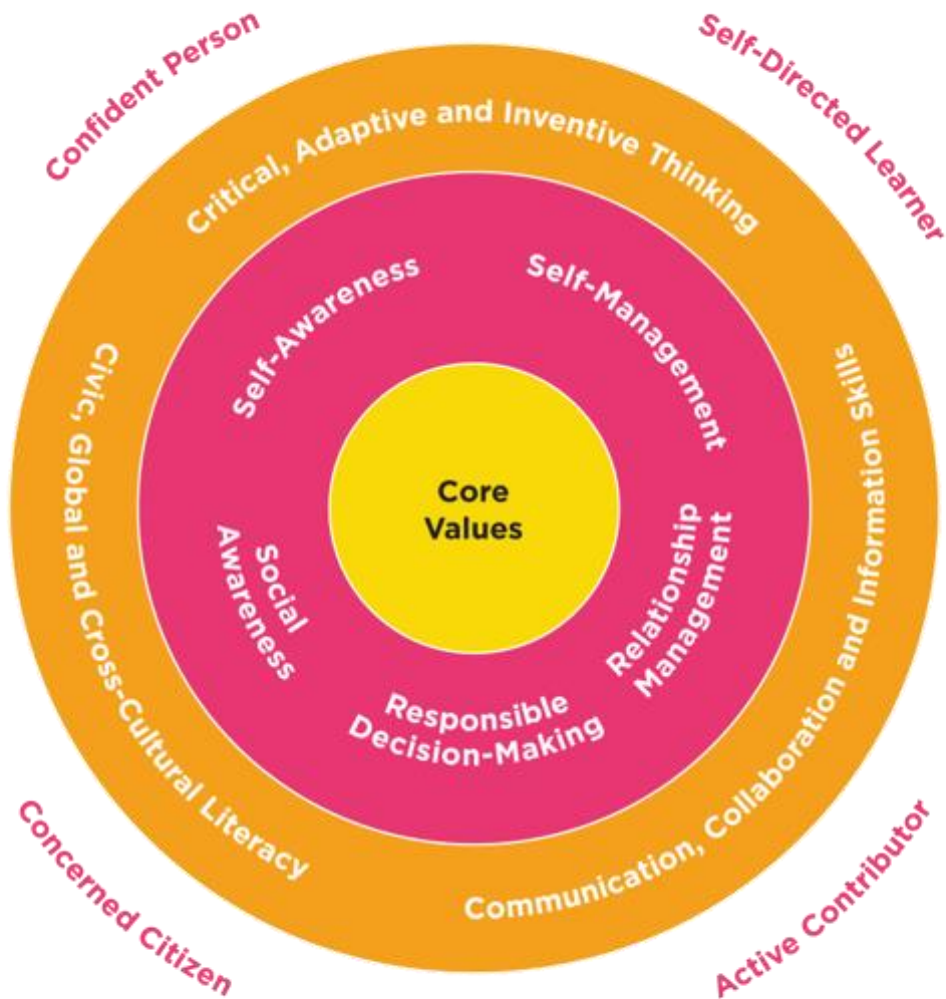 Confident Person
Self-Directed Learner
Critical, Adaptive and Inventive Thinking
Self-Awareness
Self-Management
Civic, Global and Cross-Cultural Literacy
Communication, Collaboration and Information Skills
Core
Values
Social
Awareness
Relationship
Management
Responsible
Decision-Making
Concerned Citizen
Active Contributor